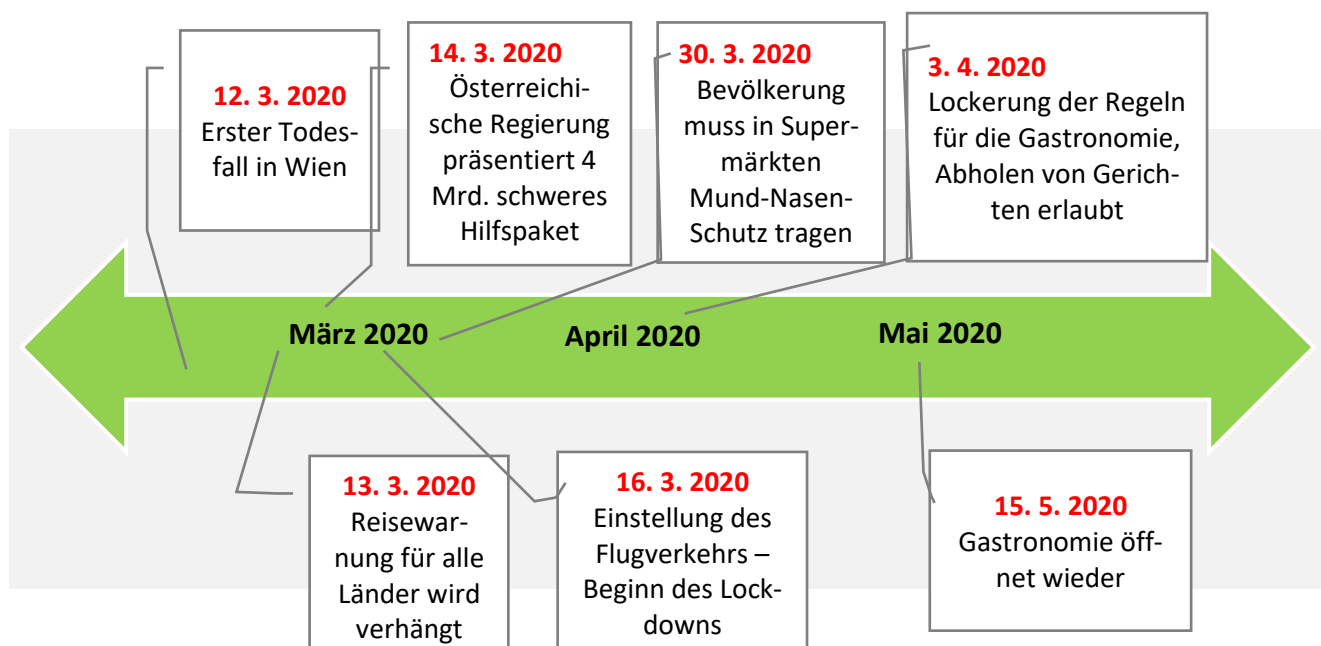 12. 3. 2020
Erster Todes-
fall in Wien
14. 3. 2020
Österreichi-
sche Regierung
präsentiert 4
Mrd. schweres
Hilfspaket
30. 3. 2020
Bevölkerung
muss in Super-
märkten
Mund-Nasen-
Schutz tragen
3. 4. 2020
Lockerung der Regeln
für die Gastronomie,
Abholen von Gerich-
ten erlaubt
März 2020
April 2020
Mai 2020
13. 3. 2020
Reisewar-
nung für alle
Länder wird
verhängt
16. 3. 2020
Einstellung des
Flugverkehrs –
Beginn des Lock-
downs
15. 5. 2020
Gastronomie öff-
net wieder